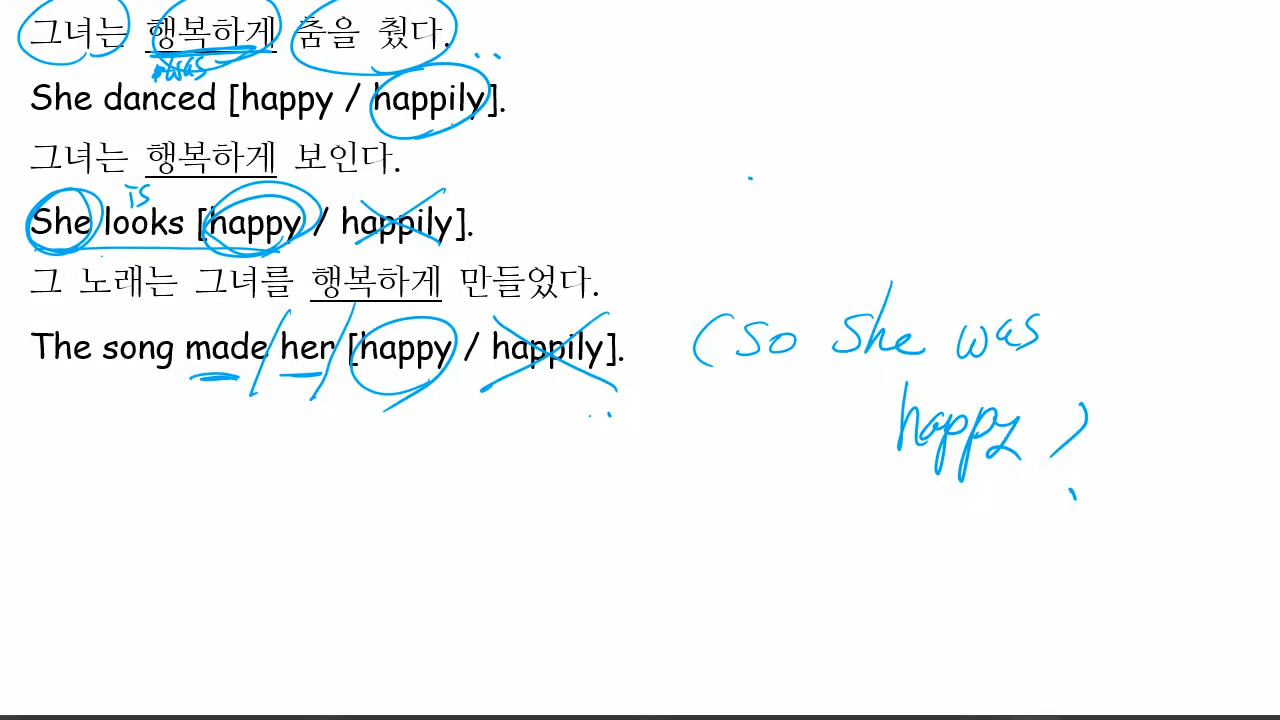 그녀는 행복하게 춤을 췄다.
She danced [happy / happily].
그녀는 행복하게 보인다.
is
She looks [happy / happily].
그 노래는 그녀를 행복하게 만들었다.
The song made her [happy / happily].
(so she was
happy)